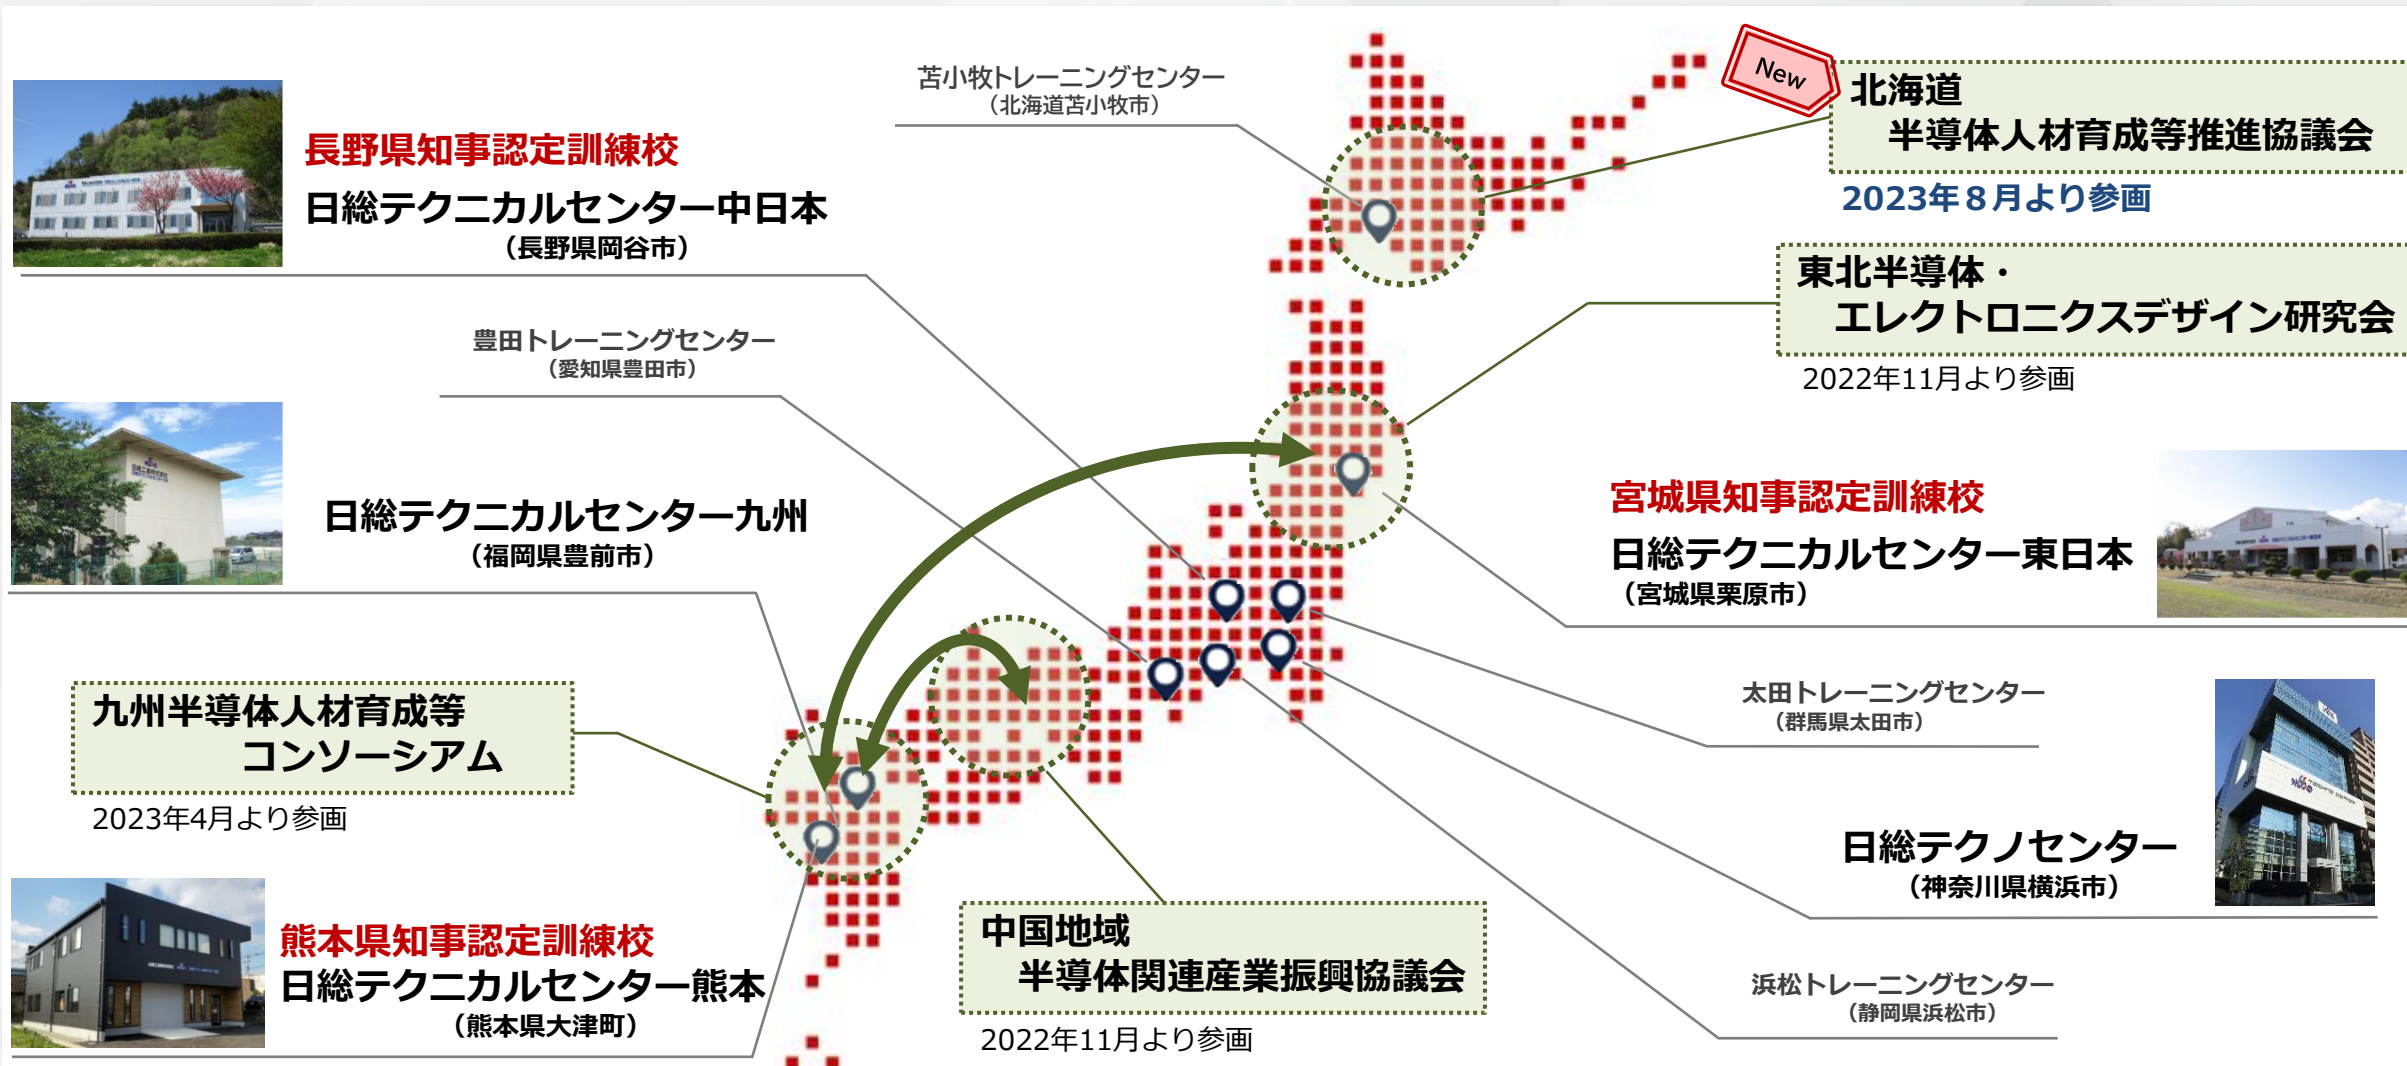 苫小牧トレーニングセンター
（北海道苫小牧市）
New
北海道
半導体人材育成等推進協議会
2023年８月より参画
長野県知事認定訓練校
日総テクニカルセンター中日本
（長野県岡谷市）
東北半導体・
エレクトロニクスデザイン研究会
2022年11月より参画
豊田トレーニングセンター
（愛知県豊田市）
日総テクニカルセンター九州
（福岡県豊前市）
宮城県知事認定訓練校
日総テクニカルセンター東日本
（宮城県栗原市）
九州半導体人材育成等
コンソーシアム
2023年4月より参画
太田トレーニングセンター
（群馬県太田市）
日総テクノセンター
（神奈川県横浜市）
熊本県知事認定訓練校
日総テクニカルセンター熊本
（熊本県大津町）
中国地域
半導体関連産業振興協議会
2022年11月より参画
浜松トレーニングセンター
（静岡県浜松市）